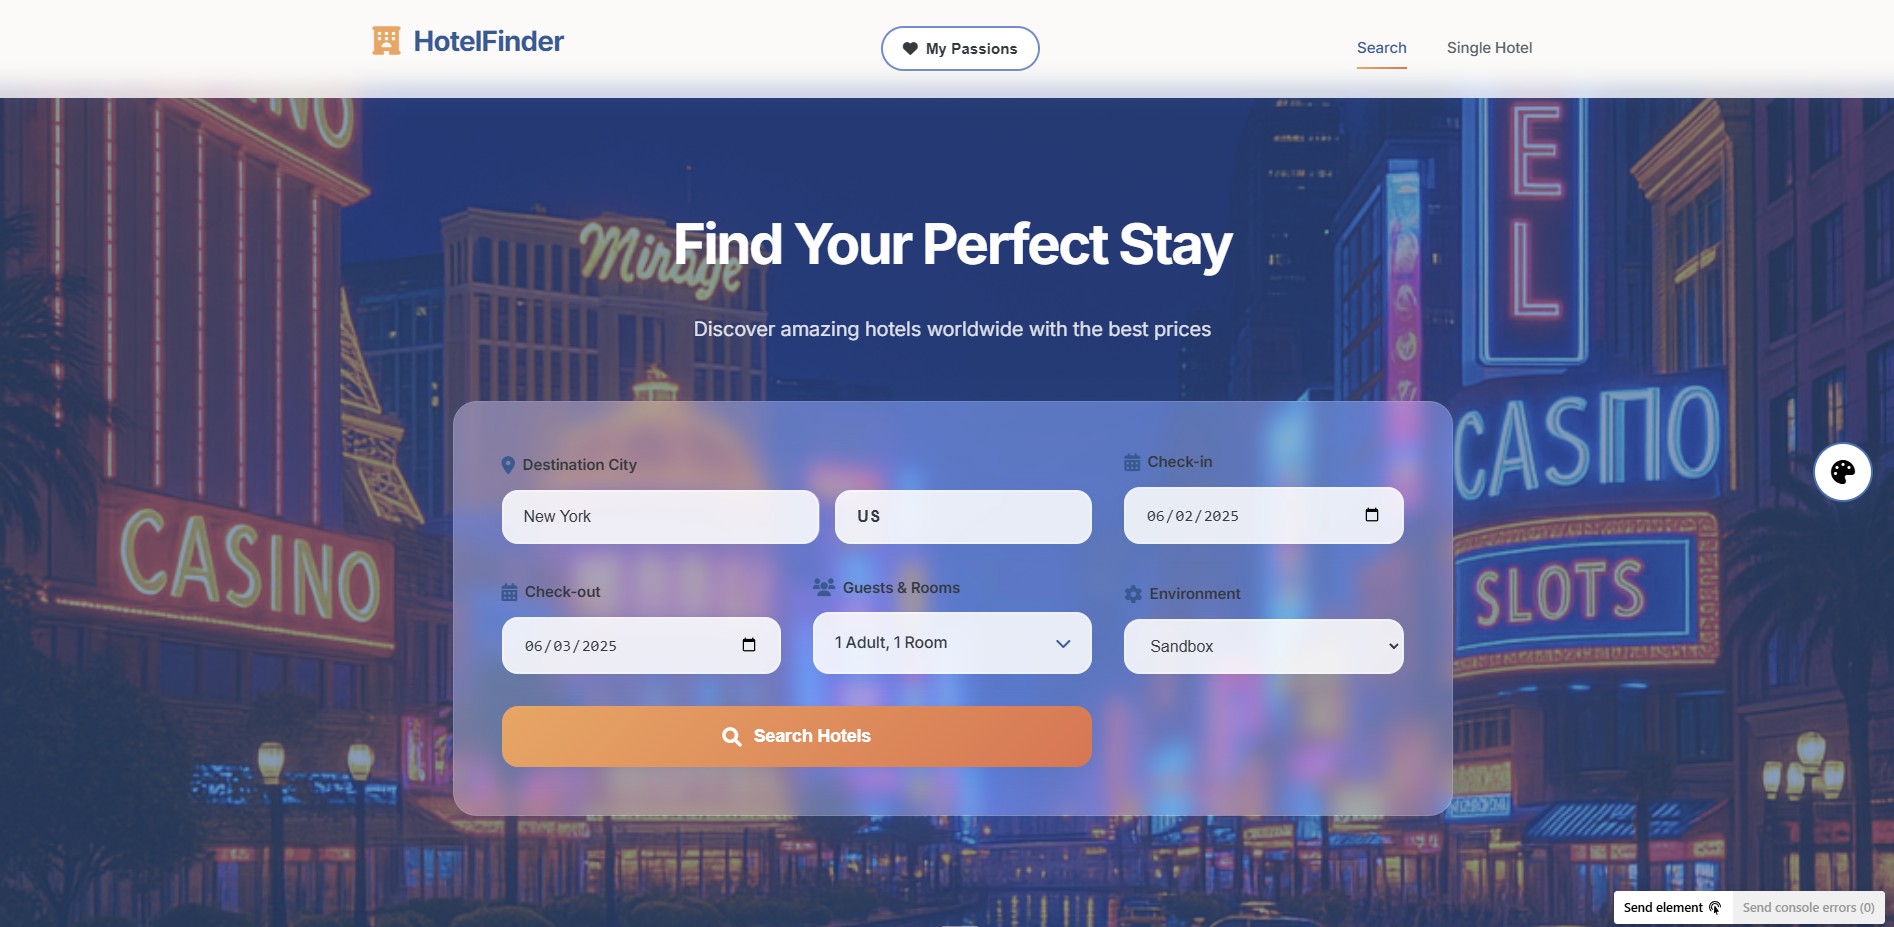 HotelFinder
My Passions
Search
Single Hotel
NO
EL
Mirage
Find Your Perfect Stay
Discover amazing hotels worldwide with the best prices
CASINO
Destination City
Check-in
New York
US
06/02/2025
CASINO
SLOTS
Check-out
Guests & Rooms
Environment
06/03/2025
1 Adult, 1 Room
Sandbox
Search Hotels
Send element
Send console errors (0)